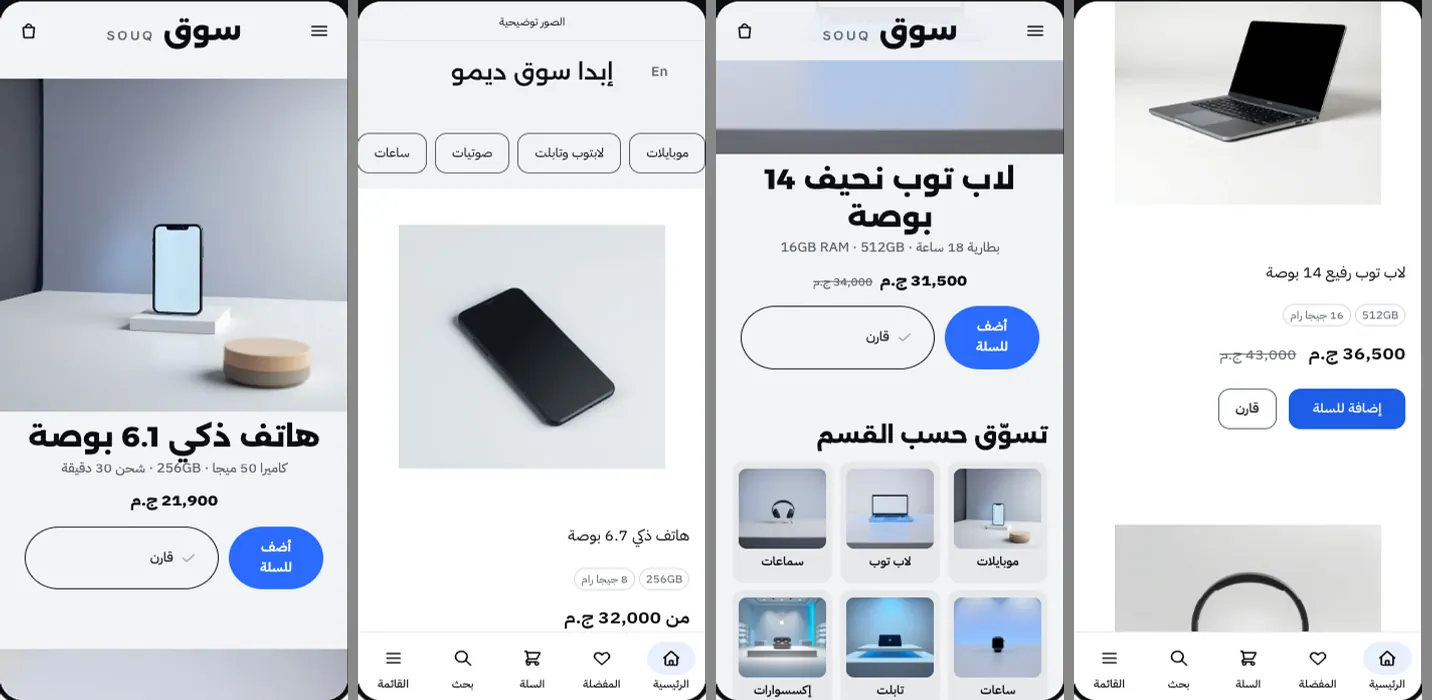 سوق SOUQ
هاتف ذكي 6.1 بوصة
كاميرا 50 ميجا · 256GB · شحن 30 دقيقة
21,900 ج.م
أضف
للسلة
قارن
الصور توضيحية
En
إبدا سوق ديمو
موبايلات
لابتوب وتابلت
صوتيات
ساعات
هاتف ذكي 6.7 بوصة
256GB
8 جيجا رام
من 32,000 ج.م
الرئيسية
المفضلة
السلة
بحث
القائمة
سوق SOUQ
لاب توب نحيف 14
بوصة
بطارية 18 ساعة · 16GB RAM · 512GB
31,500 ج.م 34,000 ج.م
أضف
للسلة
قارن
تسوّق حسب القسم
موبايلات
لاب توب
سماعات
ساعات
تابلت
إكسسوارات
لاب توب رفيع 14 بوصة
512GB
16 جيجا رام
36,500 ج.م 43,000 ج.م
إضافة للسلة
قارن
الرئيسية
المفضلة
السلة
بحث
القائمة